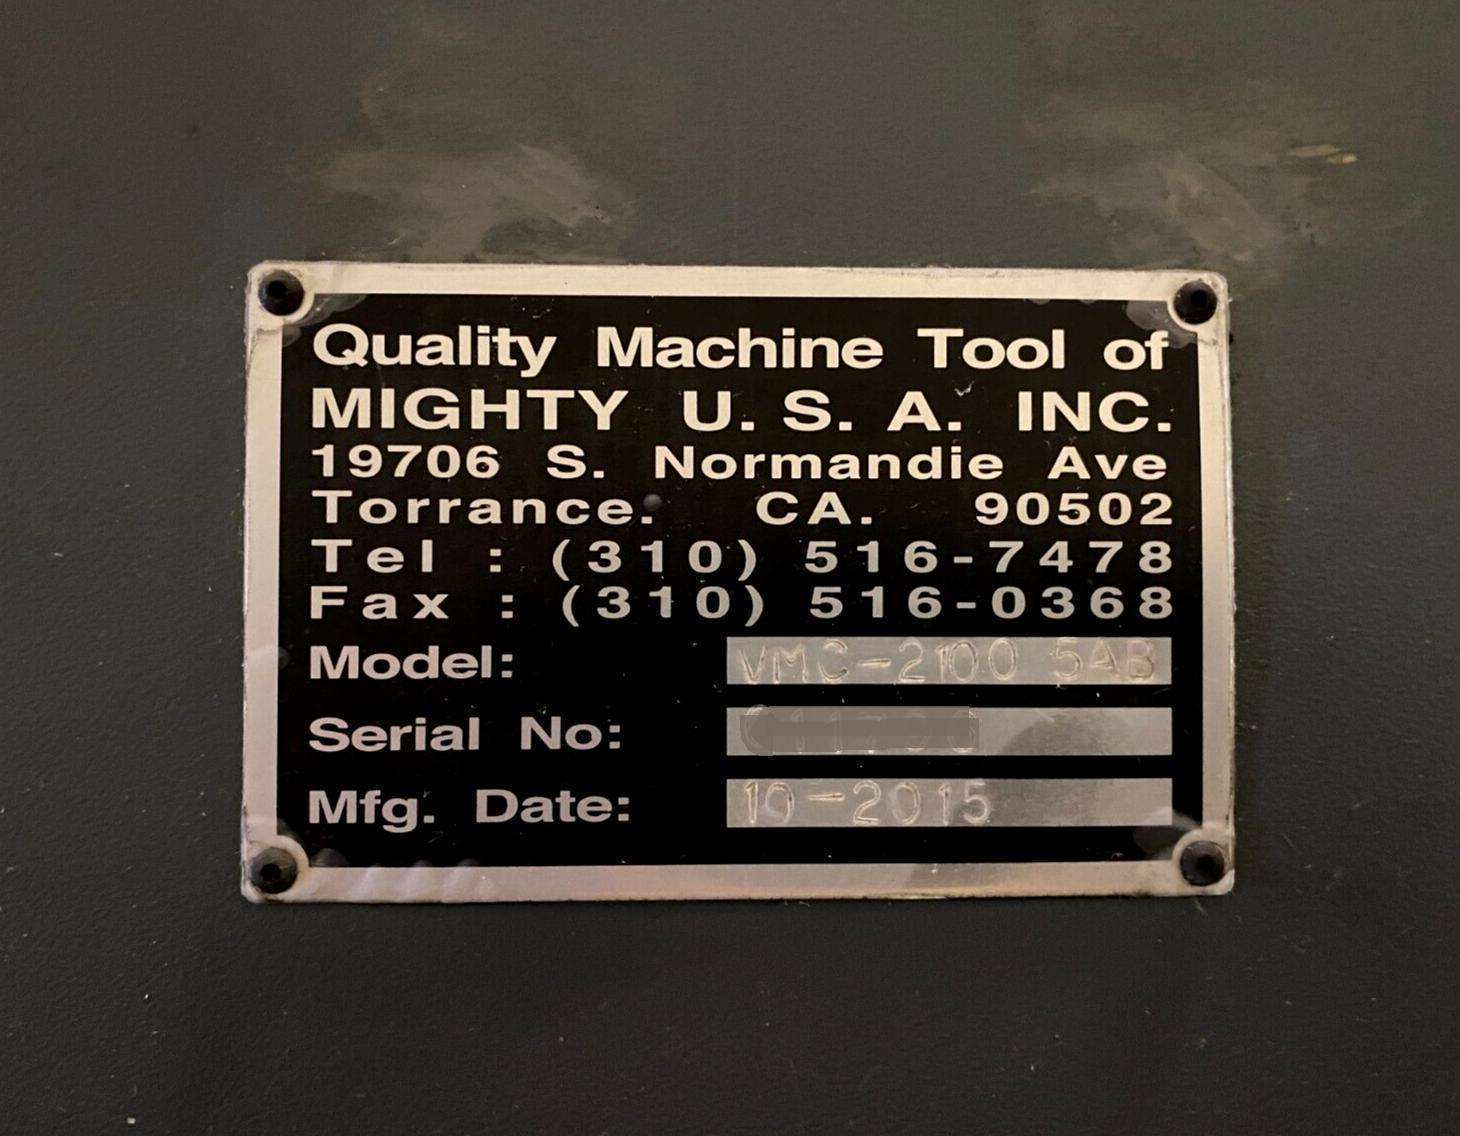 Quality Machine Tool of
MIGHTY U.S.A. INC.
19706 S. Normandie Ave
Torrance. CA. 90502
Tel : (310) 516-7478
Fax : (310) 516-0368
Model: VMC-2100 5AB
Serial No:
Mfg. Date: 10-2015